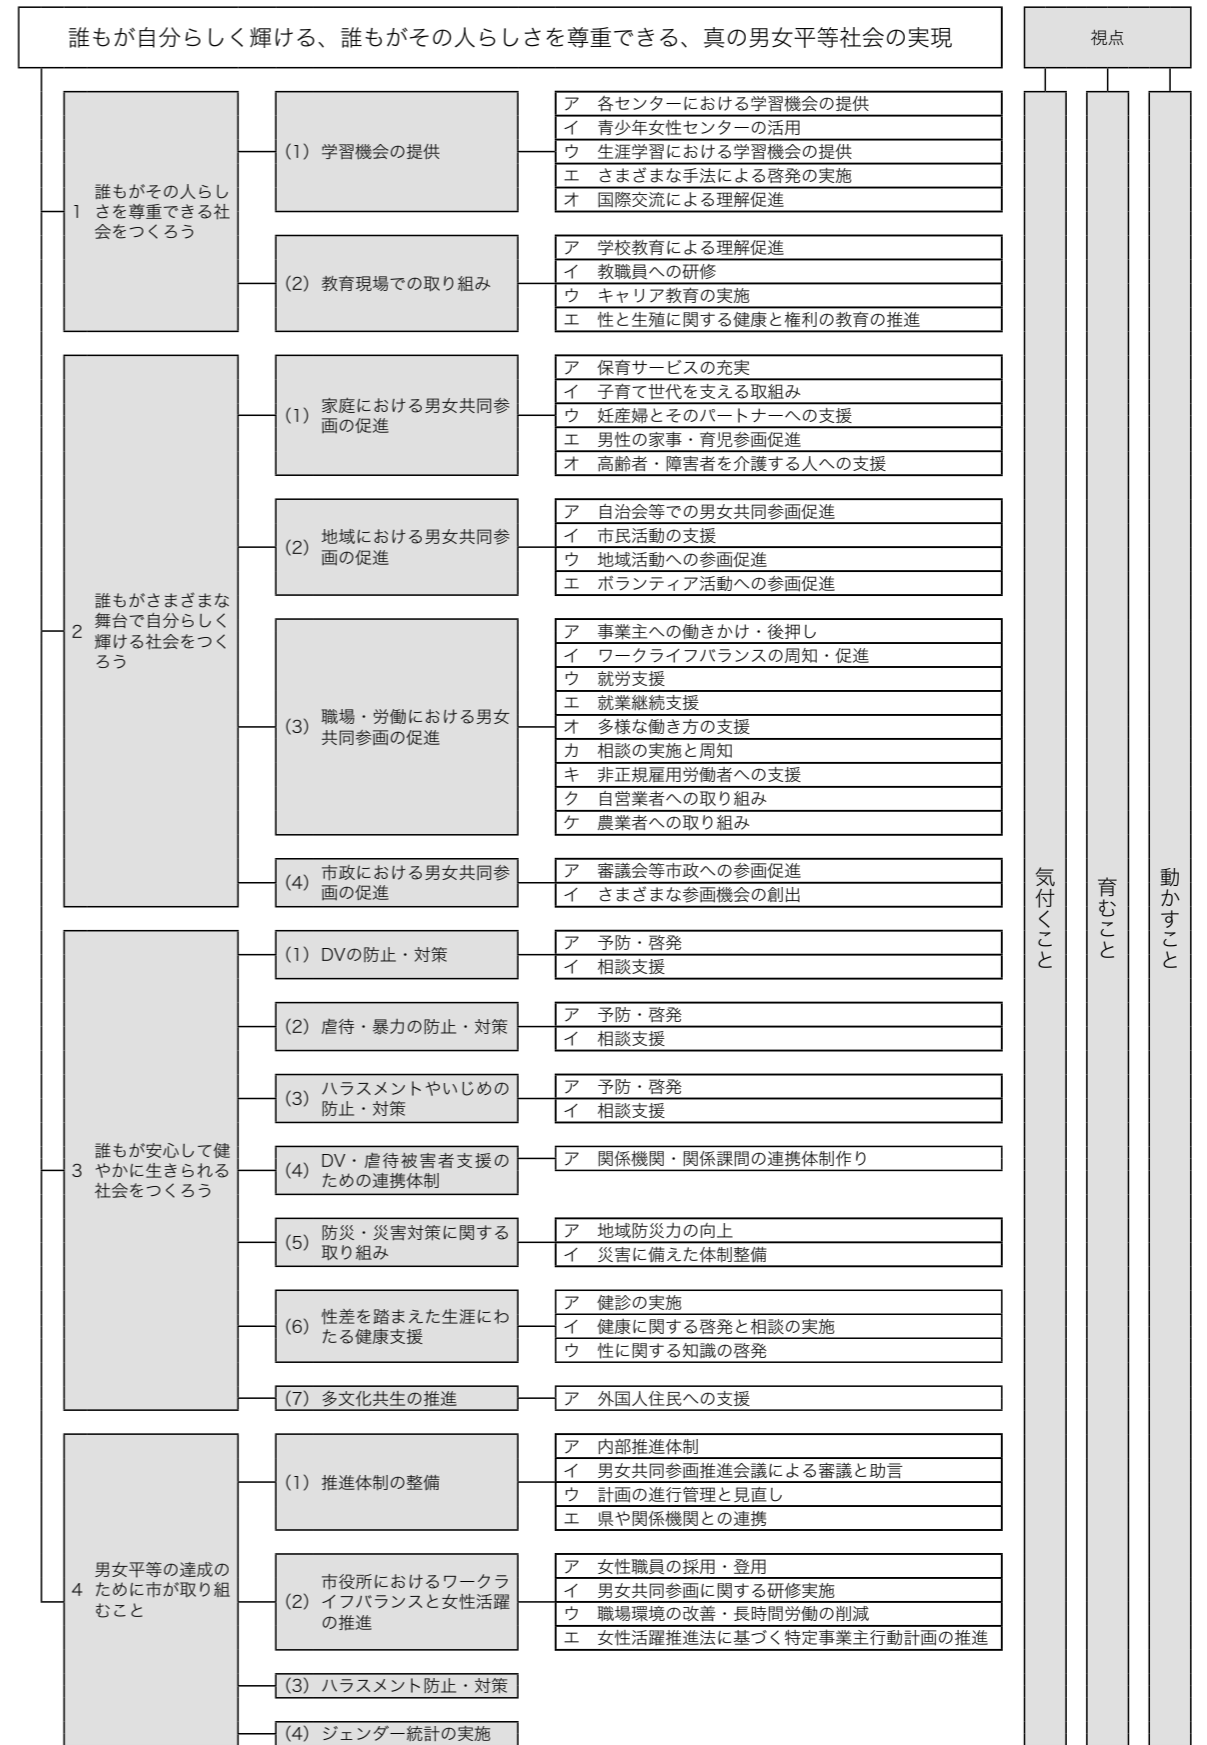 誰もが自分らしく輝ける、誰もがその人らしさを尊重できる、真の男女平等社会の実現
視点
1
誰もがその人らし
さを尊重できる社
会をつくろう
(1) 学習機会の提供
ア 各センターにおける学習機会の提供
イ 青少年女性センターの活用
ウ 生涯学習における学習機会の提供
エ さまざまな手法による啓発の実施
オ 国際交流による理解促進
(2) 教育現場での取り組み
ア 学校教育による理解促進
イ 教職員への研修
ウ キャリア教育の実施
エ 性と生殖に関する健康と権利の教育の推進
2
誰もがさまざまな
舞台で自分らしく
輝ける社会をつく
ろう
(1) 家庭における男女共同参
画の促進
ア 保育サービスの充実
イ 子育て世代を支える取組み
ウ 妊産婦とそのパートナーへの支援
エ 男性の家事・育児参画促進
オ 高齢者・障害者を介護する人への支援
(2) 地域における男女共同参
画の促進
ア 自治会等での男女共同参画促進
イ 市民活動の支援
ウ 地域活動への参画促進
エ ボランティア活動への参画促進
(3) 職場・労働における男女
共同参画の促進
ア 事業主への働きかけ・後押し
イ ワークライフバランスの周知・促進
ウ 就労支援
エ 就業継続支援
オ 多様な働き方の支援
カ 相談の実施と周知
キ 非正規雇用労働者への支援
ク 自営業者への取り組み
ケ 農業者への取り組み
(4) 市政における男女共同参
画の促進
ア 審議会等市政への参画促進
イ さまざまな参画機会の創出
3
誰もが安心して健
やかに生きられる
社会をつくろう
(1) DVの防止・対策
ア 予防・啓発
イ 相談支援
(2) 虐待・暴力の防止・対策
ア 予防・啓発
イ 相談支援
(3) ハラスメントやいじめの
防止・対策
ア 予防・啓発
イ 相談支援
(4) DV・虐待被害者支援の
ための連携体制
ア 関係機関・関係課間の連携体制作り
(5) 防災・災害対策に関する
取り組み
ア 地域防災力の向上
イ 災害に備えた体制整備
(6) 性差を踏まえた生涯にわ
たる健康支援
ア 健診の実施
イ 健康に関する啓発と相談の実施
ウ 性に関する知識の啓発
(7) 多文化共生の推進
ア 外国人住民への支援
4
男女平等の達成の
ために市が取り組
むこと
(1) 推進体制の整備
ア 内部推進体制
イ 男女共同参画推進会議による審議と助言
ウ 計画の進行管理と見直し
エ 県や関係機関との連携
(2) 市役所におけるワークラ
イフバランスと女性活躍
の推進
ア 女性職員の採用・登用
イ 男女共同参画に関する研修実施
ウ 職場環境の改善・長時間労働の削減
エ 女性活躍推進法に基づく特定事業主行動計画の推進
(3) ハラスメント防止・対策
(4) ジェンダー統計の実施
気付くこと
育むこと
動かすこと